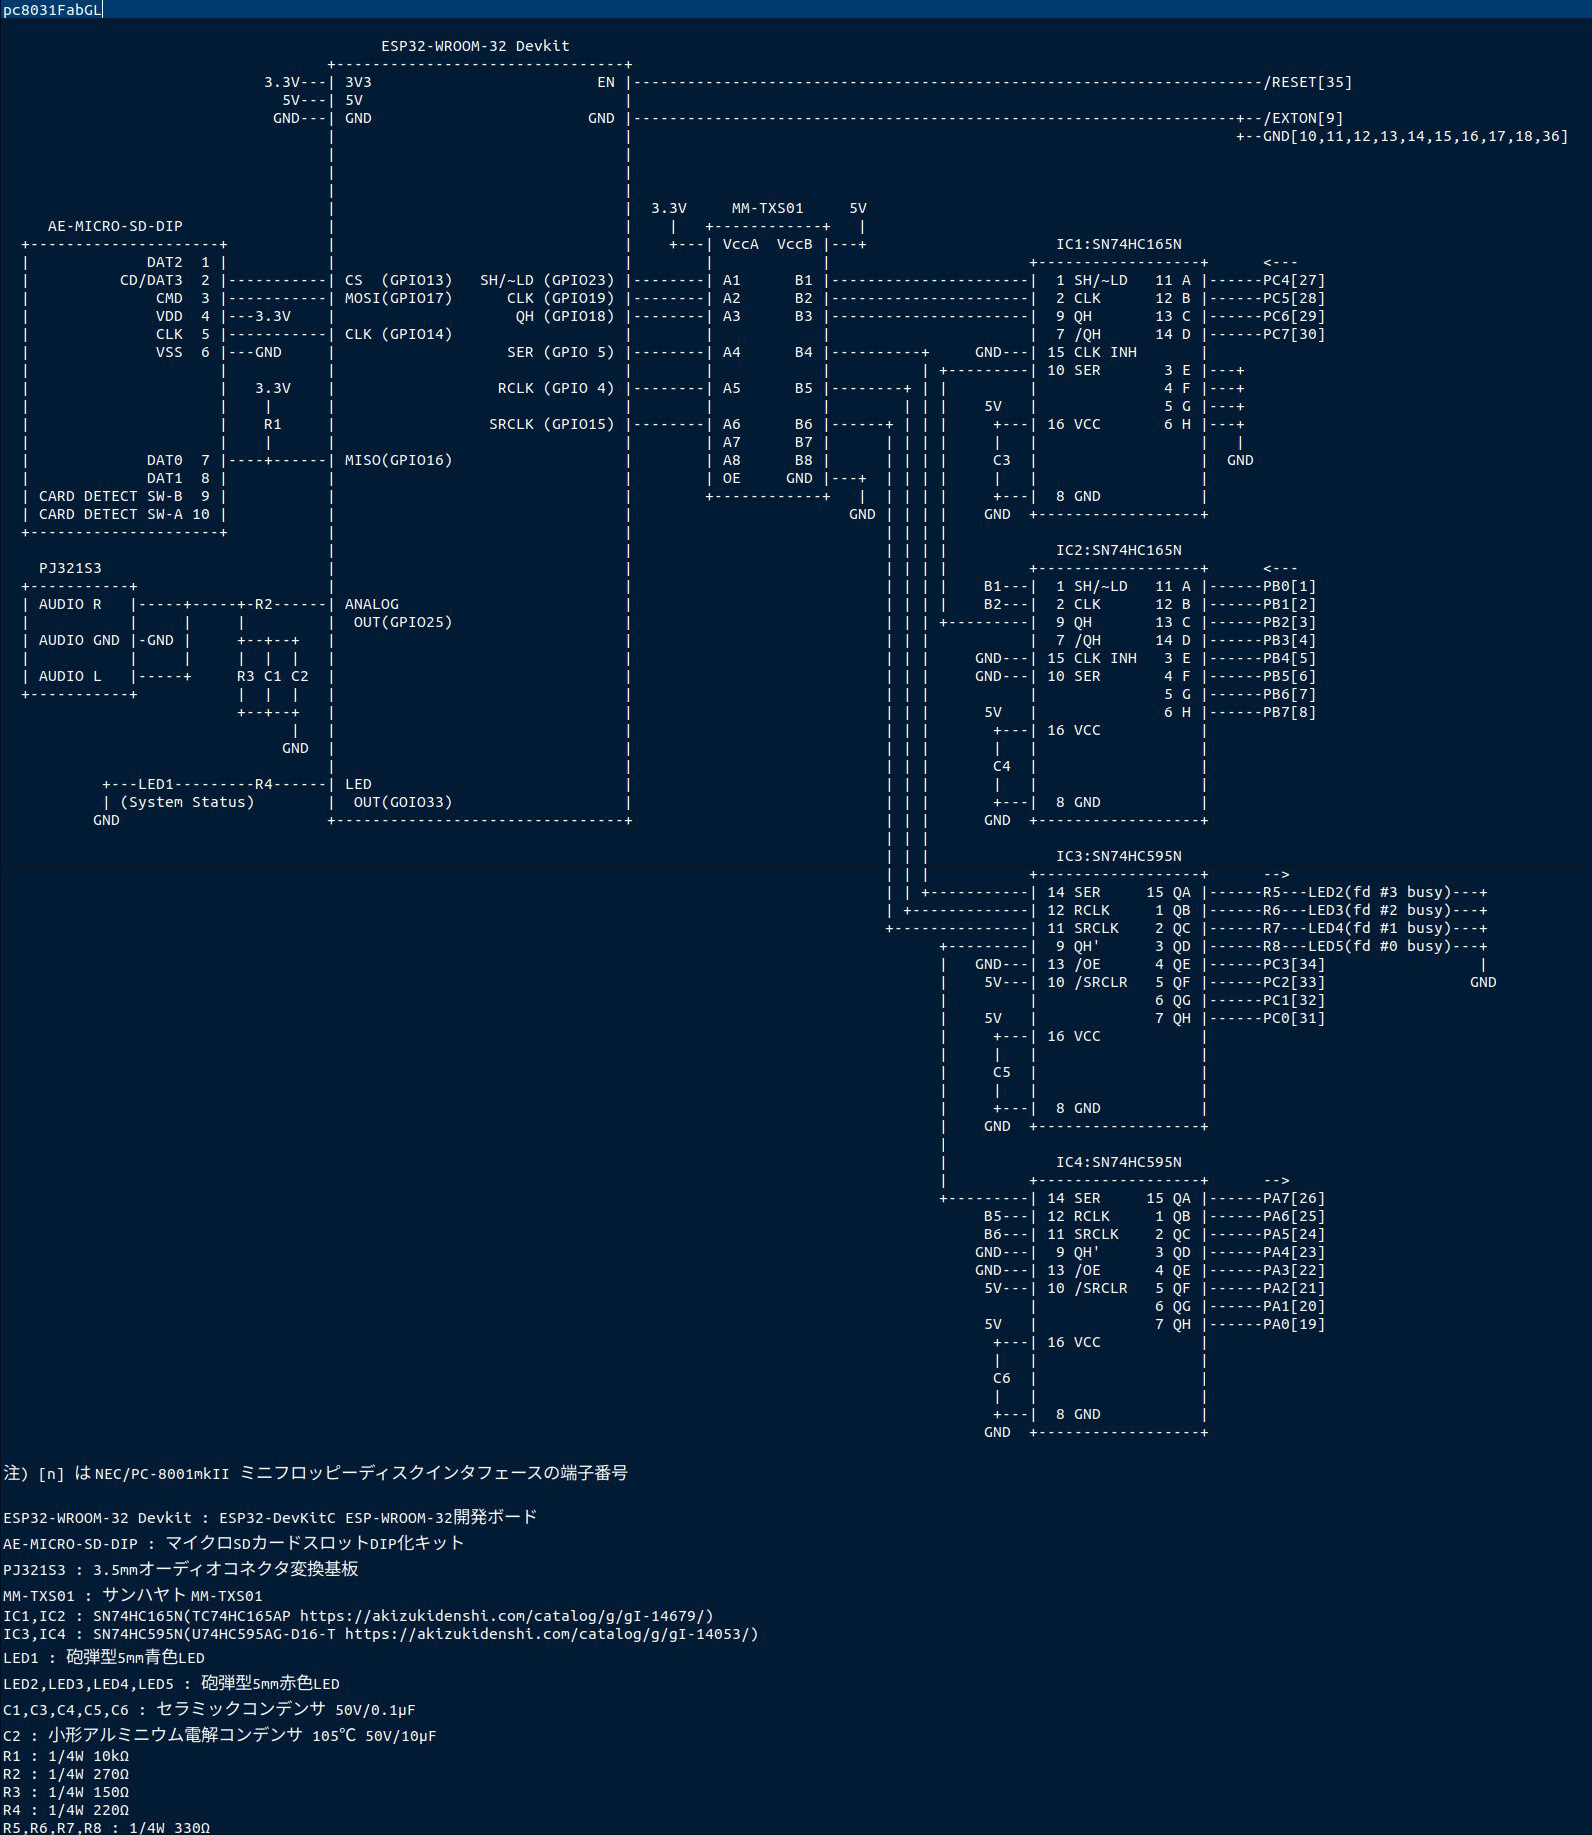 pc8031FabGL
ESP32-WROOM-32 Devkit
+--------------------------------+
3.3V---| 3V3 EN |----------------------------------------------------------------------/RESET[35]
5V---| 5V |
GND---| GND GND |-------------------------------------------------------------------+--/EXTON[9]
+--GND[10,11,12,13,14,15,16,17,18,36]
3.3V MM-TXS01 5V
AE-MICRO-SD-DIP | +------------+ |
+---------------------+ +---| VccA VccB |---+ IC1:SN74HC165N
| DAT2 1 | +------------------+ <---
| CD/DAT3 2 |-----------| CS (GPIO13) SH/~LD (GPIO23) |--------| A1 B1 |----------------------| 1 SH/~LD 11 A |------PC4[27]
| CMD 3 |-----------| MOSI(GPIO17) CLK (GPIO19) |--------| A2 B2 |----------------------| 2 CLK 12 B |------PC5[28]
| VDD 4 |---3.3V | QH (GPIO18) |--------| A3 B3 |----------------------| 9 QH 13 C |------PC6[29]
| CLK 5 |-----------| CLK (GPIO14) | | | | 7 /QH 14 D |------PC7[30]
| VSS 6 |---GND | SER (GPIO 5) |--------| A4 B4 |----------+ GND---| 15 CLK INH |
| | | | | | | +---------| 10 SER 3 E |---+
| | 3.3V | RCLK (GPIO 4) |--------| A5 B5 |--------+ | | | 4 F |---+
| | | | | | | | | | 5V | 5 G |---+
| | R1 | SRCLK (GPIO15) |--------| A6 B6 |------+ | | | +---| 16 VCC 6 H |---+
| | | | | | A7 B7 | | | | | | | | |
| DAT0 7 |----+------| MISO(GPIO16) | | A8 B8 | | | | | C3 | | GND
| DAT1 8 | | | | OE GND |---+ | | | | | | |
| CARD DETECT SW-B 9 | | | +------------+ | | | | | +---| 8 GND |
| CARD DETECT SW-A 10 | | | GND | | | | GND +------------------+
+---------------------+
IC2:SN74HC165N
PJ321S3 +------------------+ <---
+-----------+ B1---| 1 SH/~LD 11 A |------PB0[1]
| AUDIO R |-----+-----+-R2------| ANALOG B2---| 2 CLK 12 B |------PB1[2]
| | | | | OUT(GPIO25) +---------| 9 QH 13 C |------PB2[3]
| AUDIO GND |-GND | +--+--+ | 7 /QH 14 D |------PB3[4]
| | | | | | GND---| 15 CLK INH 3 E |------PB4[5]
| AUDIO L |-----+ R3 C1 C2 GND---| 10 SER 4 F |------PB5[6]
+-----------+ | | | | 5 G |------PB6[7]
+--+--+ 5V | 6 H |------PB7[8]
| +---| 16 VCC |
GND | | |
C4 | |
+---LED1---------R4------| LED | | |
| (System Status) | OUT(GOIO33) +---| 8 GND |
GND +--------------------------------+ GND +------------------+
IC3:SN74HC595N
+------------------+ -->
+-----------| 14 SER 15 QA |------R5---LED2(fd #3 busy)---+
+-------------| 12 RCLK 1 QB |------R6---LED3(fd #2 busy)---+
+---------------| 11 SRCLK 2 QC |------R7---LED4(fd #1 busy)---+
+---------| 9 QH' 3 QD |------R8---LED5(fd #0 busy)---+
| GND---| 13 /OE 4 QE |------PC3[34] |
| 5V---| 10 /SRCLR 5 QF |------PC2[33] GND
| | 6 QG |------PC1[32]
| 5V | 7 QH |------PC0[31]
| +---| 16 VCC |
| | | |
| C5 | |
| | | |
| +---| 8 GND |
| GND +------------------+
|
| IC4:SN74HC595N
| +------------------+ -->
+---------| 14 SER 15 QA |------PA7[26]
B5---| 12 RCLK 1 QB |------PA6[25]
B6---| 11 SRCLK 2 QC |------PA5[24]
GND---| 9 QH' 3 QD |------PA4[23]
GND---| 13 /OE 4 QE |------PA3[22]
5V---| 10 /SRCLR 5 QF |------PA2[21]
| 6 QG |------PA1[20]
5V | 7 QH |------PA0[19]
+---| 16 VCC |
| | |
C6 | |
| | |
+---| 8 GND |
GND +------------------+
注) [n] は NEC/PC-8001mkII ミニフロッピーディスクインタフェースの端子番号
ESP32-WROOM-32 Devkit : ESP32-DevKitC ESP-WROOM-32開発ボード
AE-MICRO-SD-DIP : マイクロSDカードスロットDIP化キット
PJ321S3 : 3.5mmオーディオコネクタ変換基板
MM-TXS01 : サンハヤト MM-TXS01
IC1,IC2 : SN74HC165N(TC74HC165AP https://akizukidenshi.com/catalog/g/gI-14679/)
IC3,IC4 : SN74HC595N(U74HC595AG-D16-T https://akizukidenshi.com/catalog/g/gI-14053/)
LED1 : 砲弾型5mm青色LED
LED2,LED3,LED4,LED5 : 砲弾型5mm赤色LED
C1,C3,C4,C5,C6 : セラミックコンデンサ 50V/0.1μF
C2 : 小形アルミニウム電解コンデンサ 105℃ 50V/10μF
R1 : 1/4W 10kΩ
R2 : 1/4W 270Ω
R3 : 1/4W 150Ω
R4 : 1/4W 220Ω
R5,R6,R7,R8 : 1/4W 330Ω